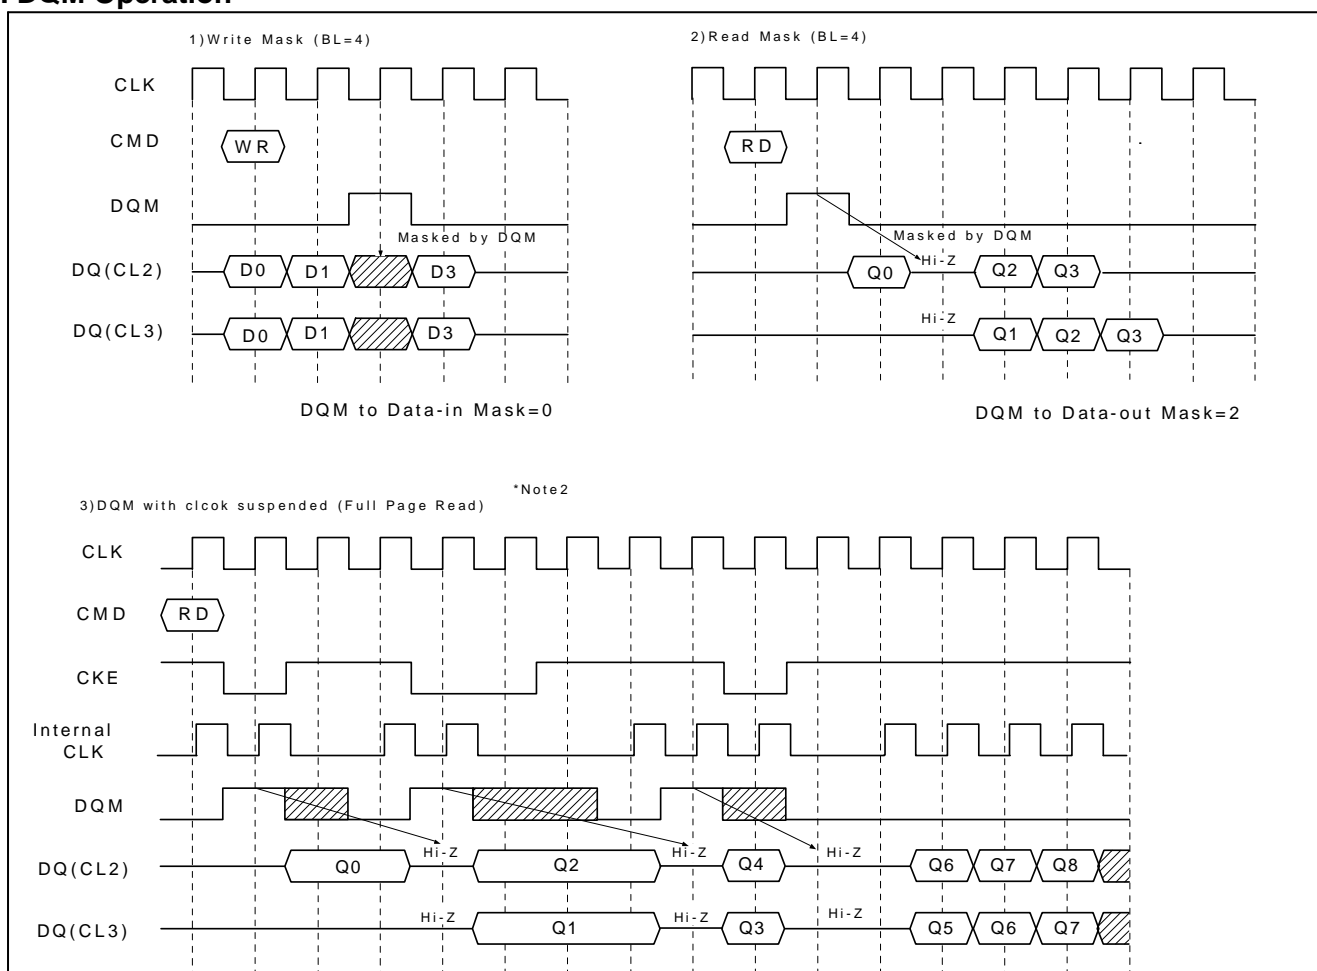 DQM Operation
1)Write Mask (BL=4)
2)Read Mask (BL=4)
CLK
CMD
WR
RD
DQM
Masked by DQM
Masked by DQM
DQ(CL2)
D0
D1
D3
Q0
Hi-Z
Q2
Q3
DQ(CL3)
D0
D1
D3
Hi-Z
Q1
Q2
Q3
DQM to Data-in Mask=0
DQM to Data-out Mask=2
*Note2
3)DQM with clcok suspended (Full Page Read)
CLK
CMD
RD
CKE
Internal
CLK
DQM
DQ(CL2)
Q0
Hi-Z
Q2
Hi-Z
Q4
Hi-Z
Q6
Q7
Q8
DQ(CL3)
Hi-Z
Q1
Hi-Z
Q3
Hi-Z
Q5
Q6
Q7